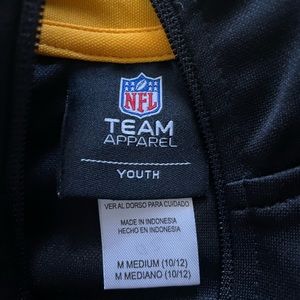 NFL
TEAM
APPAREL
YOUTH
VER AL DORSO PARA CUIDADO
MADE IN INDONESIA
HECHO EN INDONESIA
M MEDIUM (10/12)
M MEDIANO (10/12)